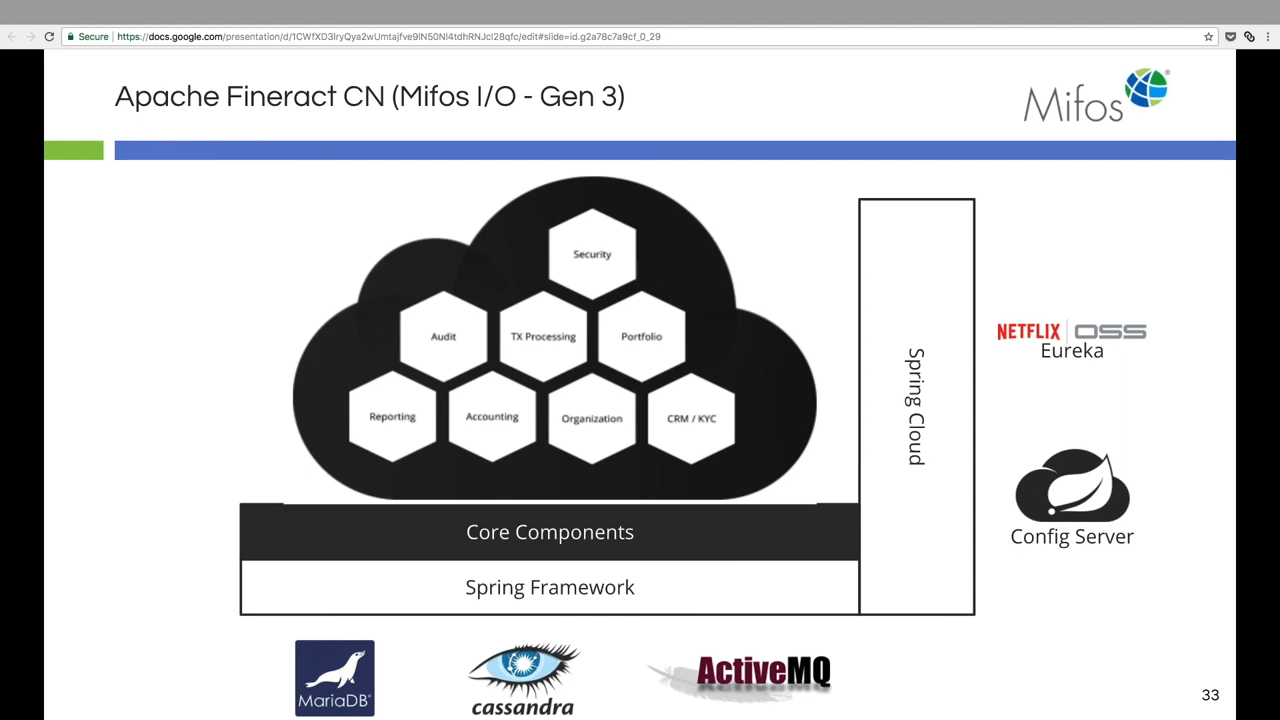 Secure
https://docs.google.com/presentation/d/1CWfXD3IryQya2wUmtajfve9lN50Nl4tdhRNJcl28qfc/edit#slide=id.g2a78c7a9cf_0_29
Apache Fineract CN (Mifos I/O - Gen 3)
Mifos
Security
Audit
TX Processing
Portfolio
Reporting
Accounting
Organization
CRM / KYC
Spring Cloud
NETFLIX OSS
Eureka
Config Server
Core Components
Spring Framework
MariaDB
cassandra
ActiveMQ
33